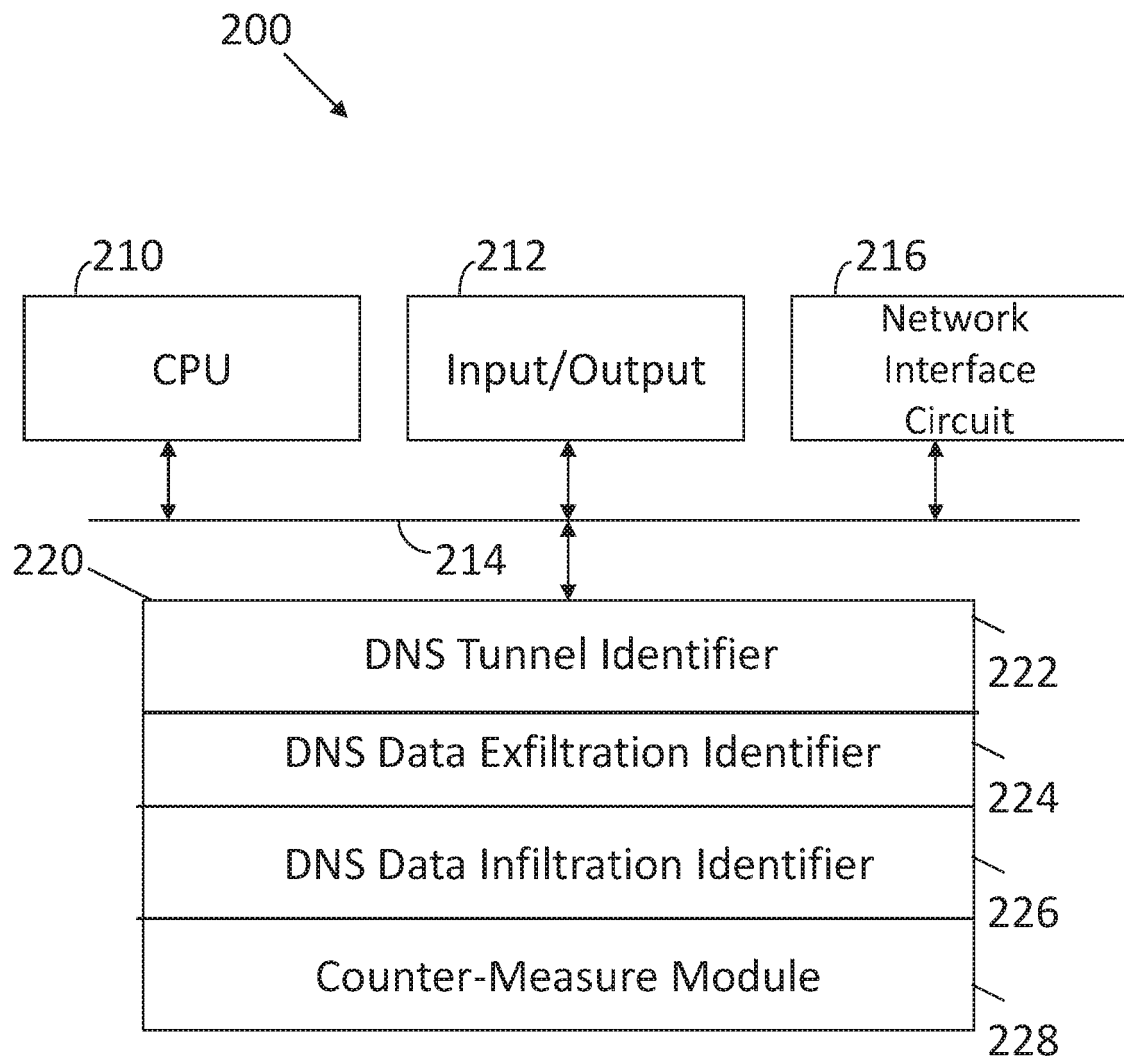 200
210
212
216
CPU
Input/Output
Network
Interface
Circuit
214
220
DNS Tunnel Identifier
222
DNS Data Exfiltration Identifier
224
DNS Data Infiltration Identifier
226
Counter-Measure Module
228